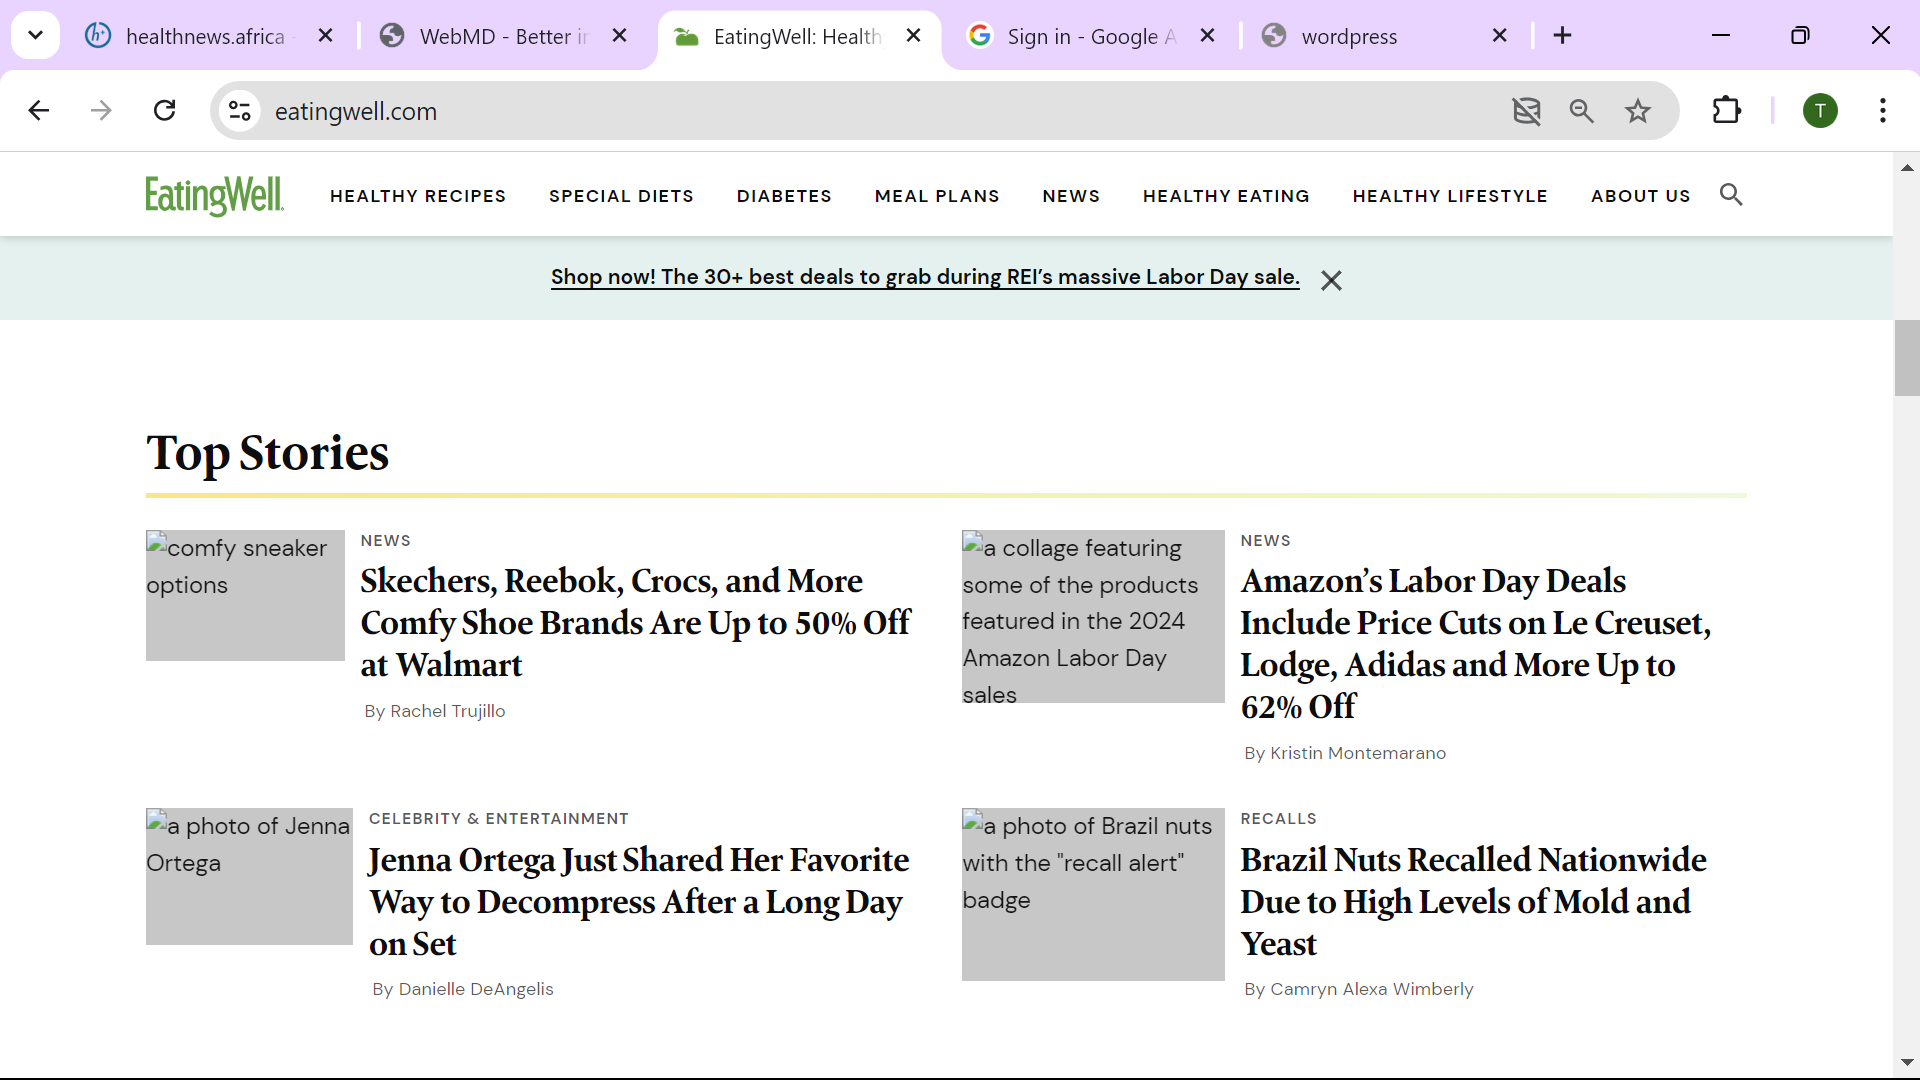 healthnews.africa
WebMD - Better in
EatingWell: Health
Sign in - Google A
wordpress
eatingwell.com
T
EatingWell
HEALTHY RECIPES
SPECIAL DIETS
DIABETES
MEAL PLANS
NEWS
HEALTHY EATING
HEALTHY LIFESTYLE
ABOUT US
Shop now! The 30+ best deals to grab during REI’s massive Labor Day sale.
Top Stories
comfy sneaker
options
NEWS
Skechers, Reebok, Crocs, and More
Comfy Shoe Brands Are Up to 50% Off
at Walmart
By Rachel Trujillo
a collage featuring
some of the products
featured in the 2024
Amazon Labor Day
sales
NEWS
Amazon’s Labor Day Deals
Include Price Cuts on Le Creuset,
Lodge, Adidas and More Up to
62% Off
By Kristin Montemarano
a photo of Jenna
Ortega
CELEBRITY & ENTERTAINMENT
Jenna Ortega Just Shared Her Favorite
Way to Decompress After a Long Day
on Set
By Danielle DeAngelis
a photo of Brazil nuts
with the "recall alert"
badge
RECALLS
Brazil Nuts Recalled Nationwide
Due to High Levels of Mold and
Yeast
By Camryn Alexa Wimberly